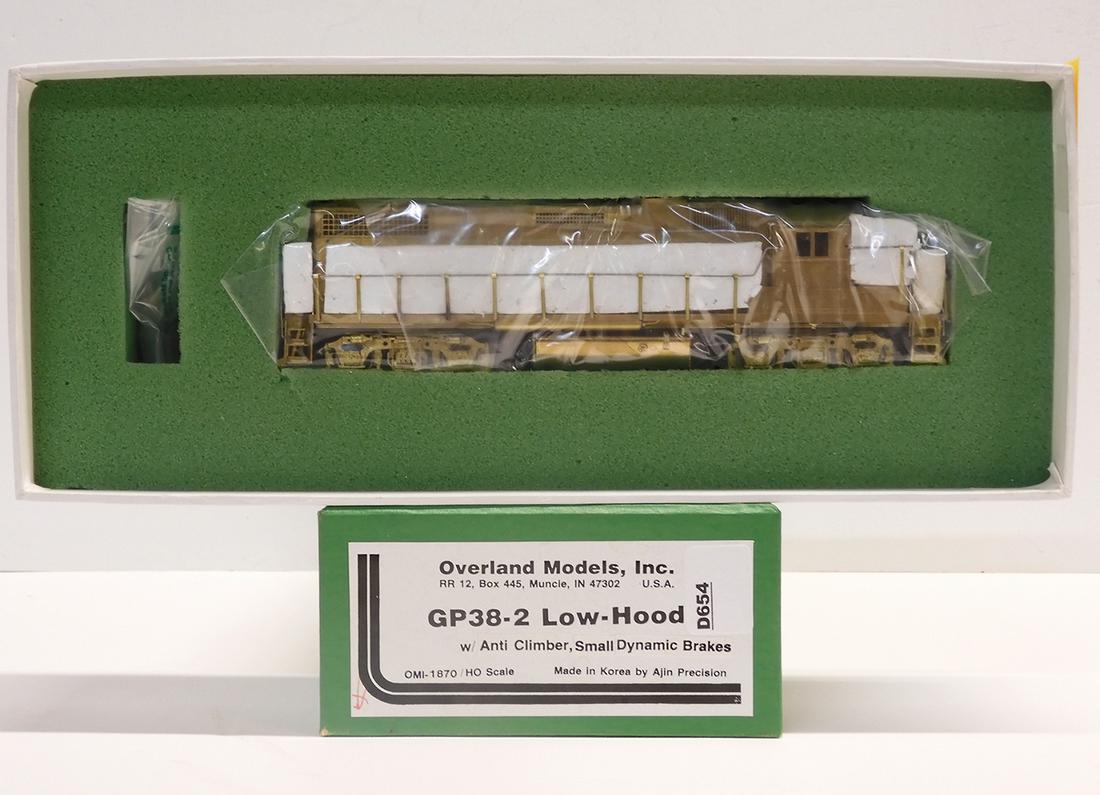 Overland Models, Inc.
RR 12, Box 445, Muncie, IN 47302 U.S.A.
GP38-2 Low-Hood
D654
w/ Anti Climber, Small Dynamic Brakes
OMI-1870 / HO Scale Made in Korea by Ajin Precision